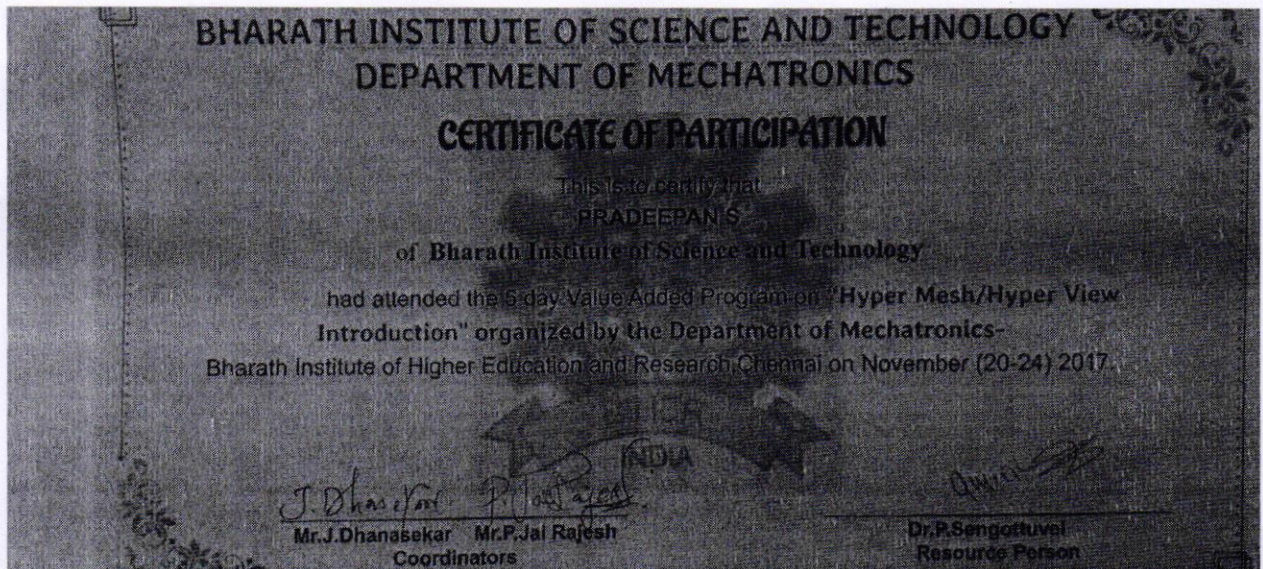 BHARATH INSTITUTE OF SCIENCE AND TECHNOLOGY
DEPARTMENT OF MECHATRONICS
CERTIFICATE OF PARTICIPATION
This is to certify that
PRADEEPAN S
of Bharath Institute of Science and Technology
had attended the 5 day Value Added Program on "Hyper Mesh/Hyper View
Introduction" organized by the Department of Mechatronics-
Bharath Institute of Higher Education and Research,Chennai on November (20-24) 2017.
INDIA
J. Dhanasekar P. Jai Rajesh
Mr.J.Dhanasekar Mr.P.Jai Rajesh
Coordinators
Dr.P.Sengottuvel
Resource Person